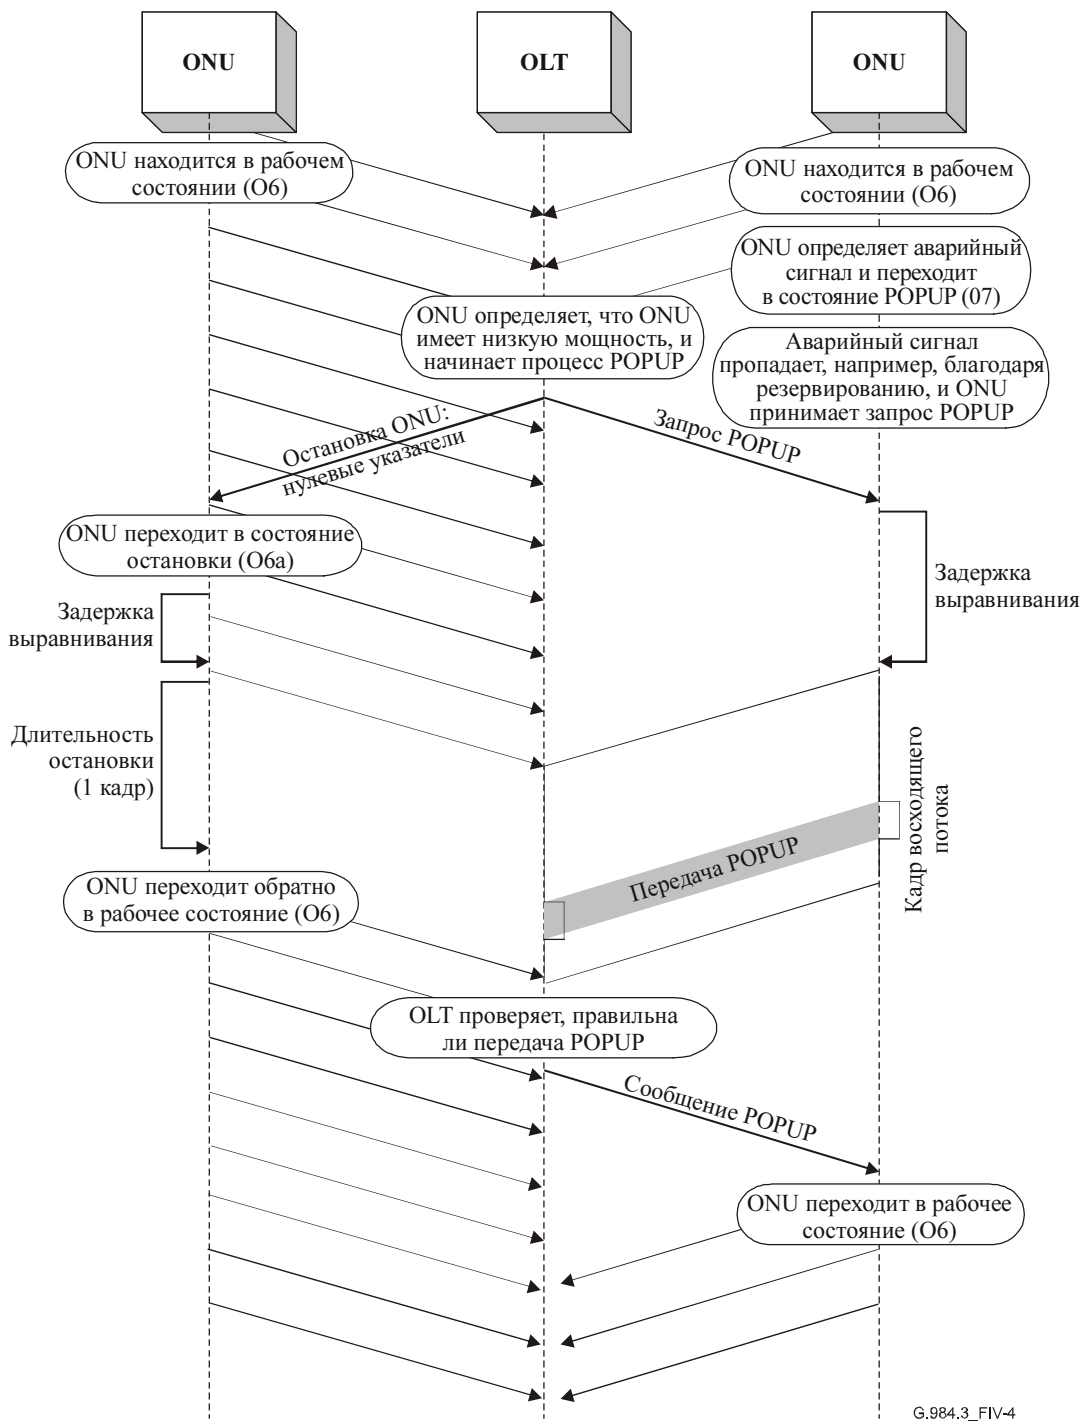 ONU
OLT
ONU
ONU находится в рабочем
состоянии (O6)
ONU находится в рабочем
состоянии (O6)
ONU определяет аварийный
сигнал и переходит
в состояние POPUP (07)
ONU определяет, что ONU
имеет низкую мощность, и
начинает процесс POPUP
Аварийный сигнал
пропадает, например, благодаря
резервированию, и ONU
принимает запрос POPUP
Остановка ONU:
нулевые указатели
Запрос POPUP
ONU переходит в состояние
остановки (O6a)
Задержка
выравнивания
Задержка
выравнивания
Длительность
остановки
(1 кадр)
Кадр восходящего
потока
Передача POPUP
ONU переходит обратно
в рабочее состояние (O6)
OLT проверяет, правильна
ли передача POPUP
Сообщение POPUP
ONU переходит в рабочее
состояние (O6)
G.984.3_FIV-4